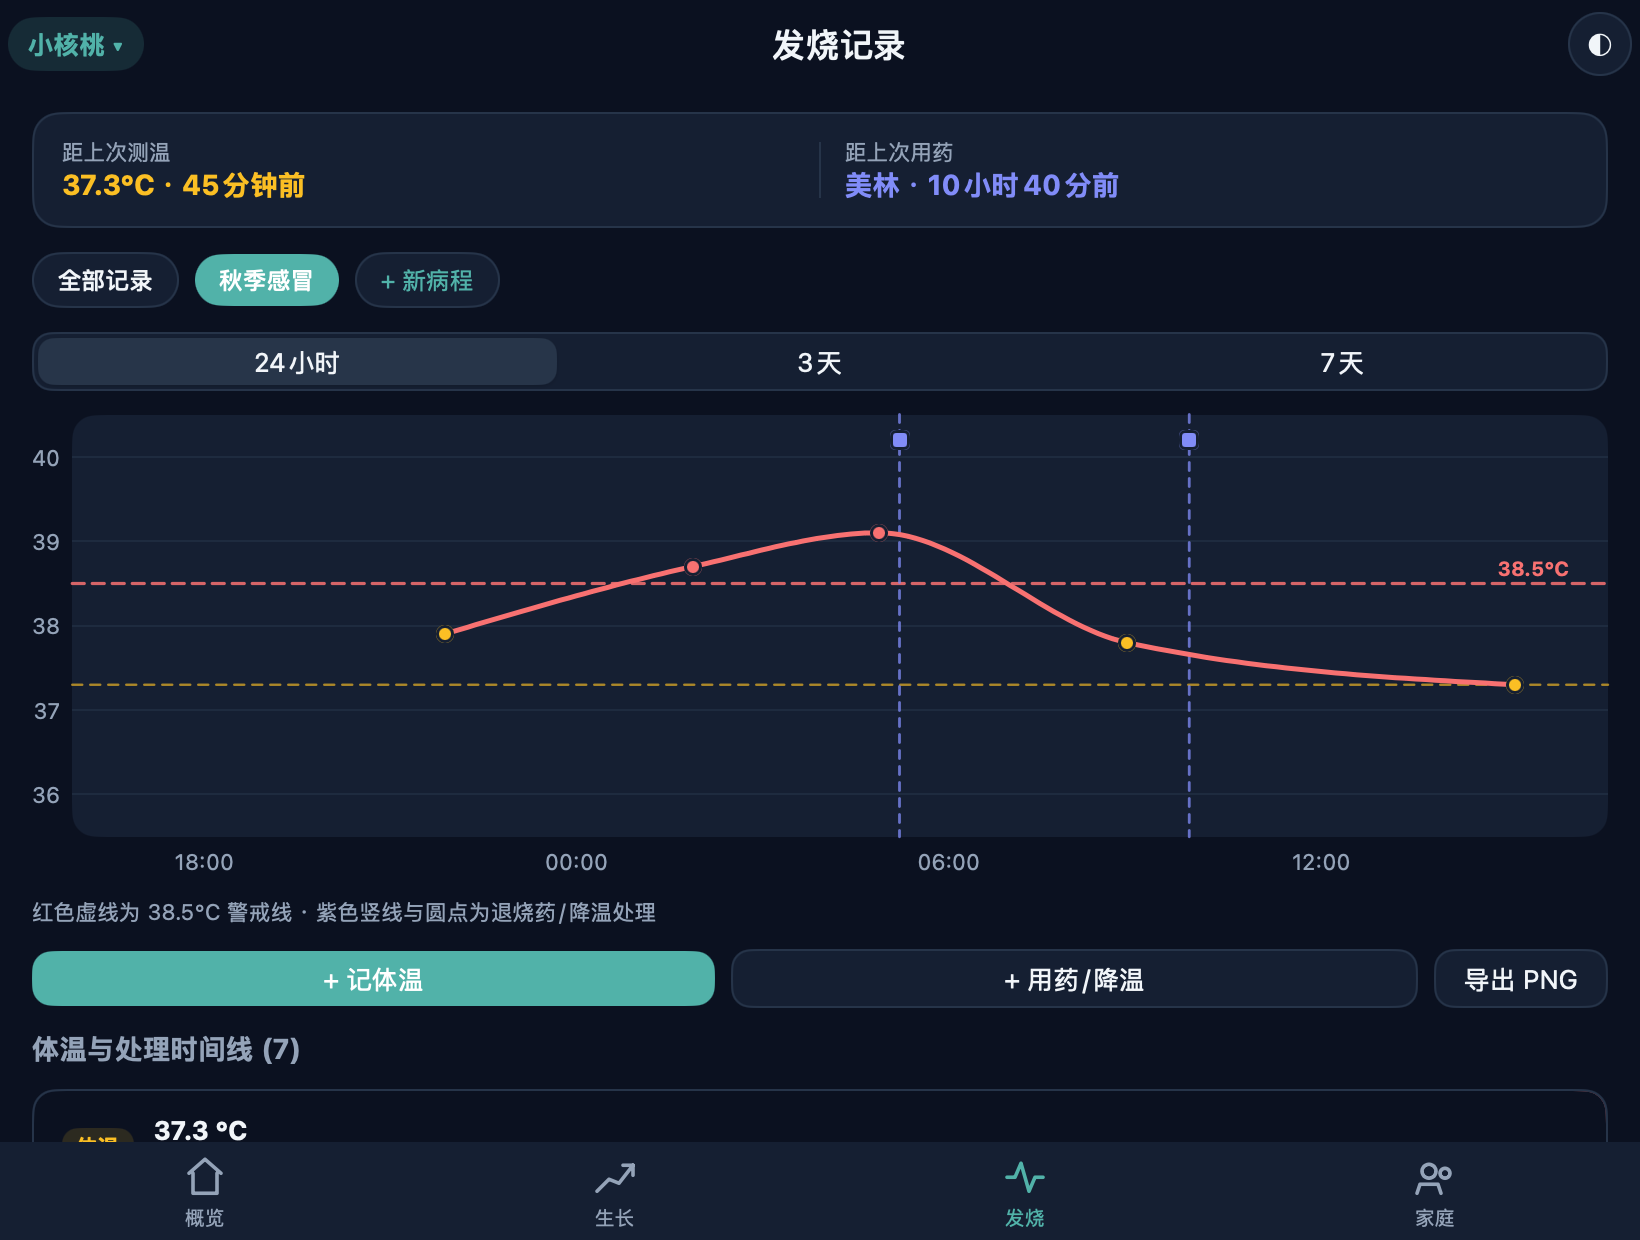 小核桃 ▾
发烧记录
距上次测温
37.3°C · 45分钟前
距上次用药
美林 · 10小时40分前
全部记录
秋季感冒
+ 新病程
24小时
3天
7天
40
39
38.5°C
38
37
36
18:00
00:00
06:00
12:00
红色虚线为 38.5°C 警戒线 · 紫色竖线与圆点为退烧药/降温处理
+ 记体温
+ 用药/降温
导出 PNG
体温与处理时间线 (7)
37.3 °C
概览
生长
发烧
家庭